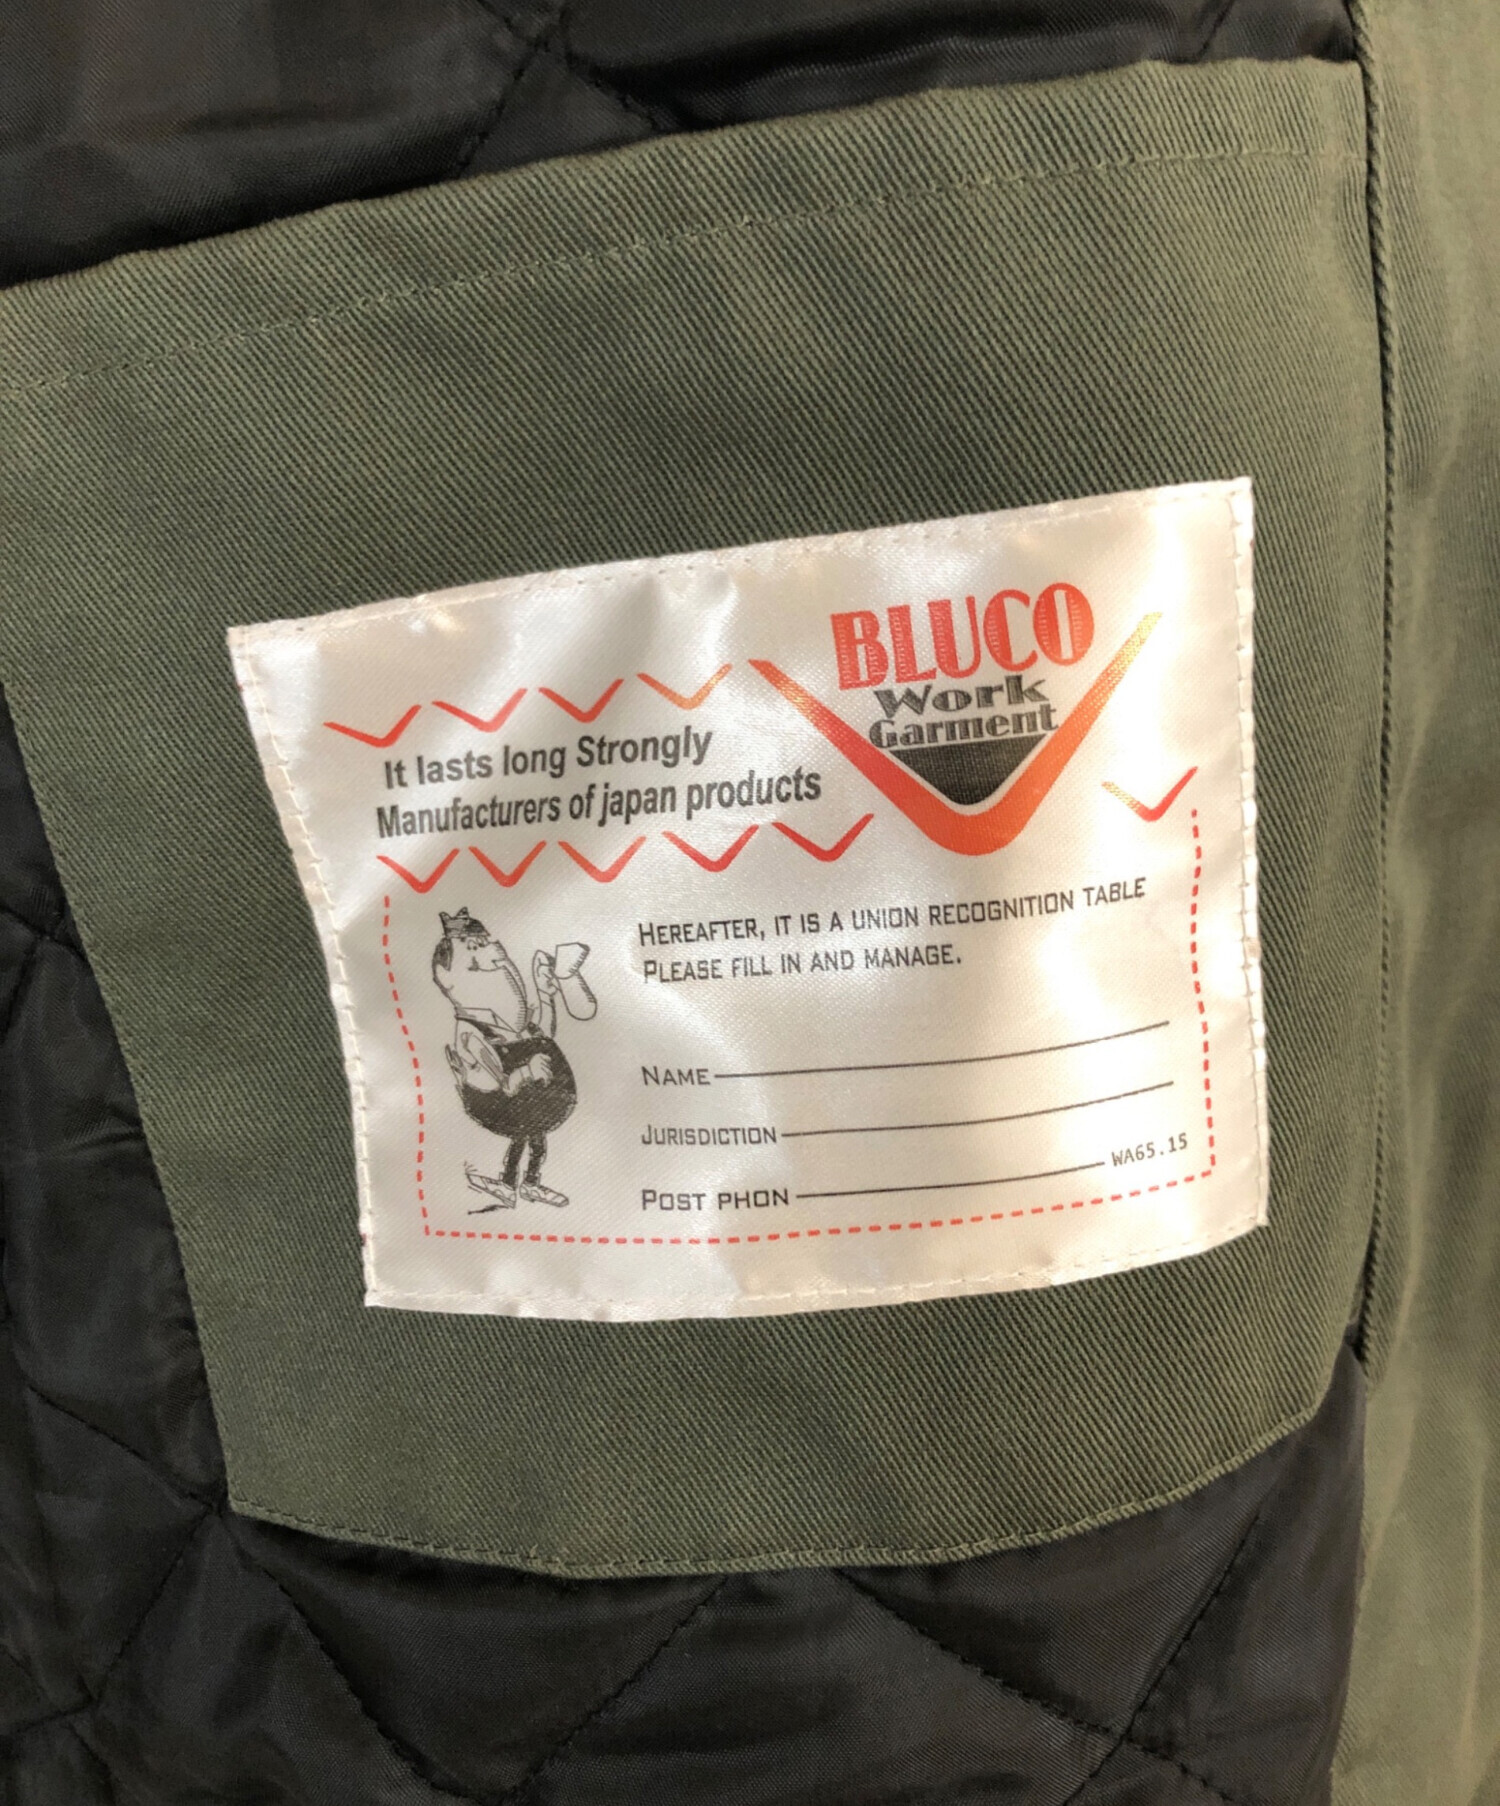 BLUCO
Work
Garment
It lasts long Strongly
Manufacturers of japan products
HEREAFTER, IT IS A UNION RECOGNITION TABLE
PLEASE FILL IN AND MANAGE.
NAME
JURISDICTION
POST PHON
WA65.15